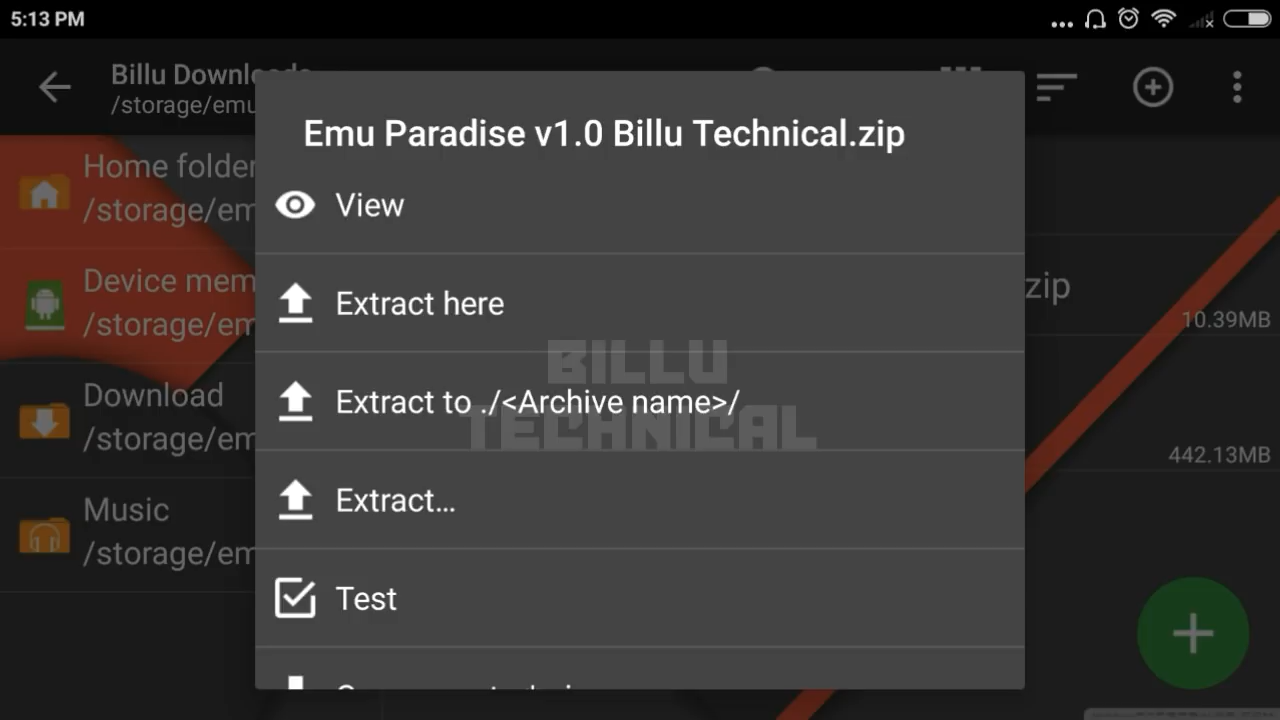 5:13 PM
Billu Downloads
/storage/emu
Emu Paradise v1.0 Billu Technical.zip
Home folder
/storage/em
View
Device mem
/storage/em
Extract here
zip
10.39MB
BILLU
TECHNICAL
Download
/storage/em
Extract to ./<Archive name>/
442.13MB
Music
/storage/em
Extract...
Test